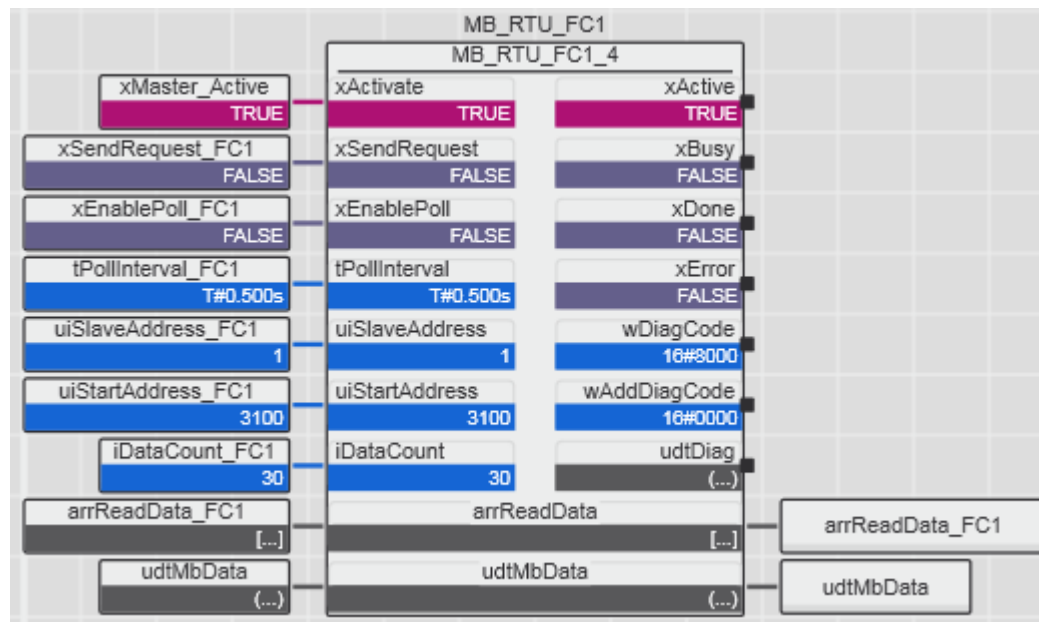 MB_RTU_FC1
MB_RTU_FC1_4
xMaster_Active xActivate xActive
TRUE TRUE TRUE
xSendRequest_FC1 xSendRequest xBusy
FALSE FALSE FALSE
xEnablePoll_FC1 xEnablePoll xDone
FALSE FALSE FALSE
tPollInterval_FC1 tPollInterval xError
T#0.500s T#0.500s FALSE
uiSlaveAddress_FC1 uiSlaveAddress wDiagCode
1 1 16#8000
uiStartAddress_FC1 uiStartAddress wAddDiagCode
3100 3100 16#0000
iDataCount_FC1 iDataCount udtDiag
30 30 (...)
arrReadData_FC1 arrReadData arrReadData_FC1
[...] [...]
udtMbData udtMbData udtMbData
(...) (...)